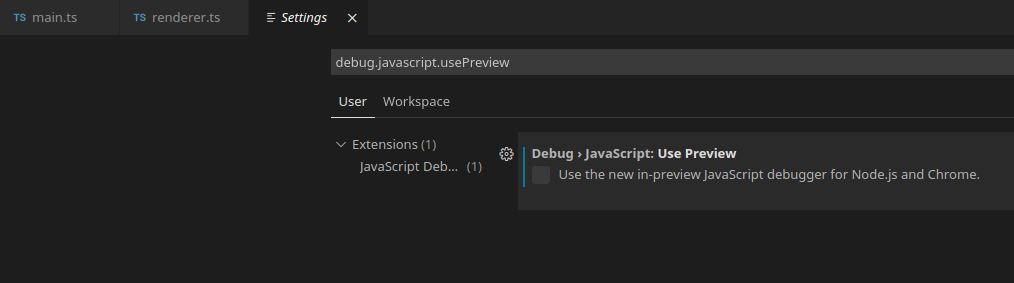 TS main.ts TS renderer.ts Settings
debug.javascript.usePreview
User Workspace
Extensions (1)
JavaScript Deb... (1)
Debug › JavaScript: Use Preview
Use the new in-preview JavaScript debugger for Node.js and Chrome.